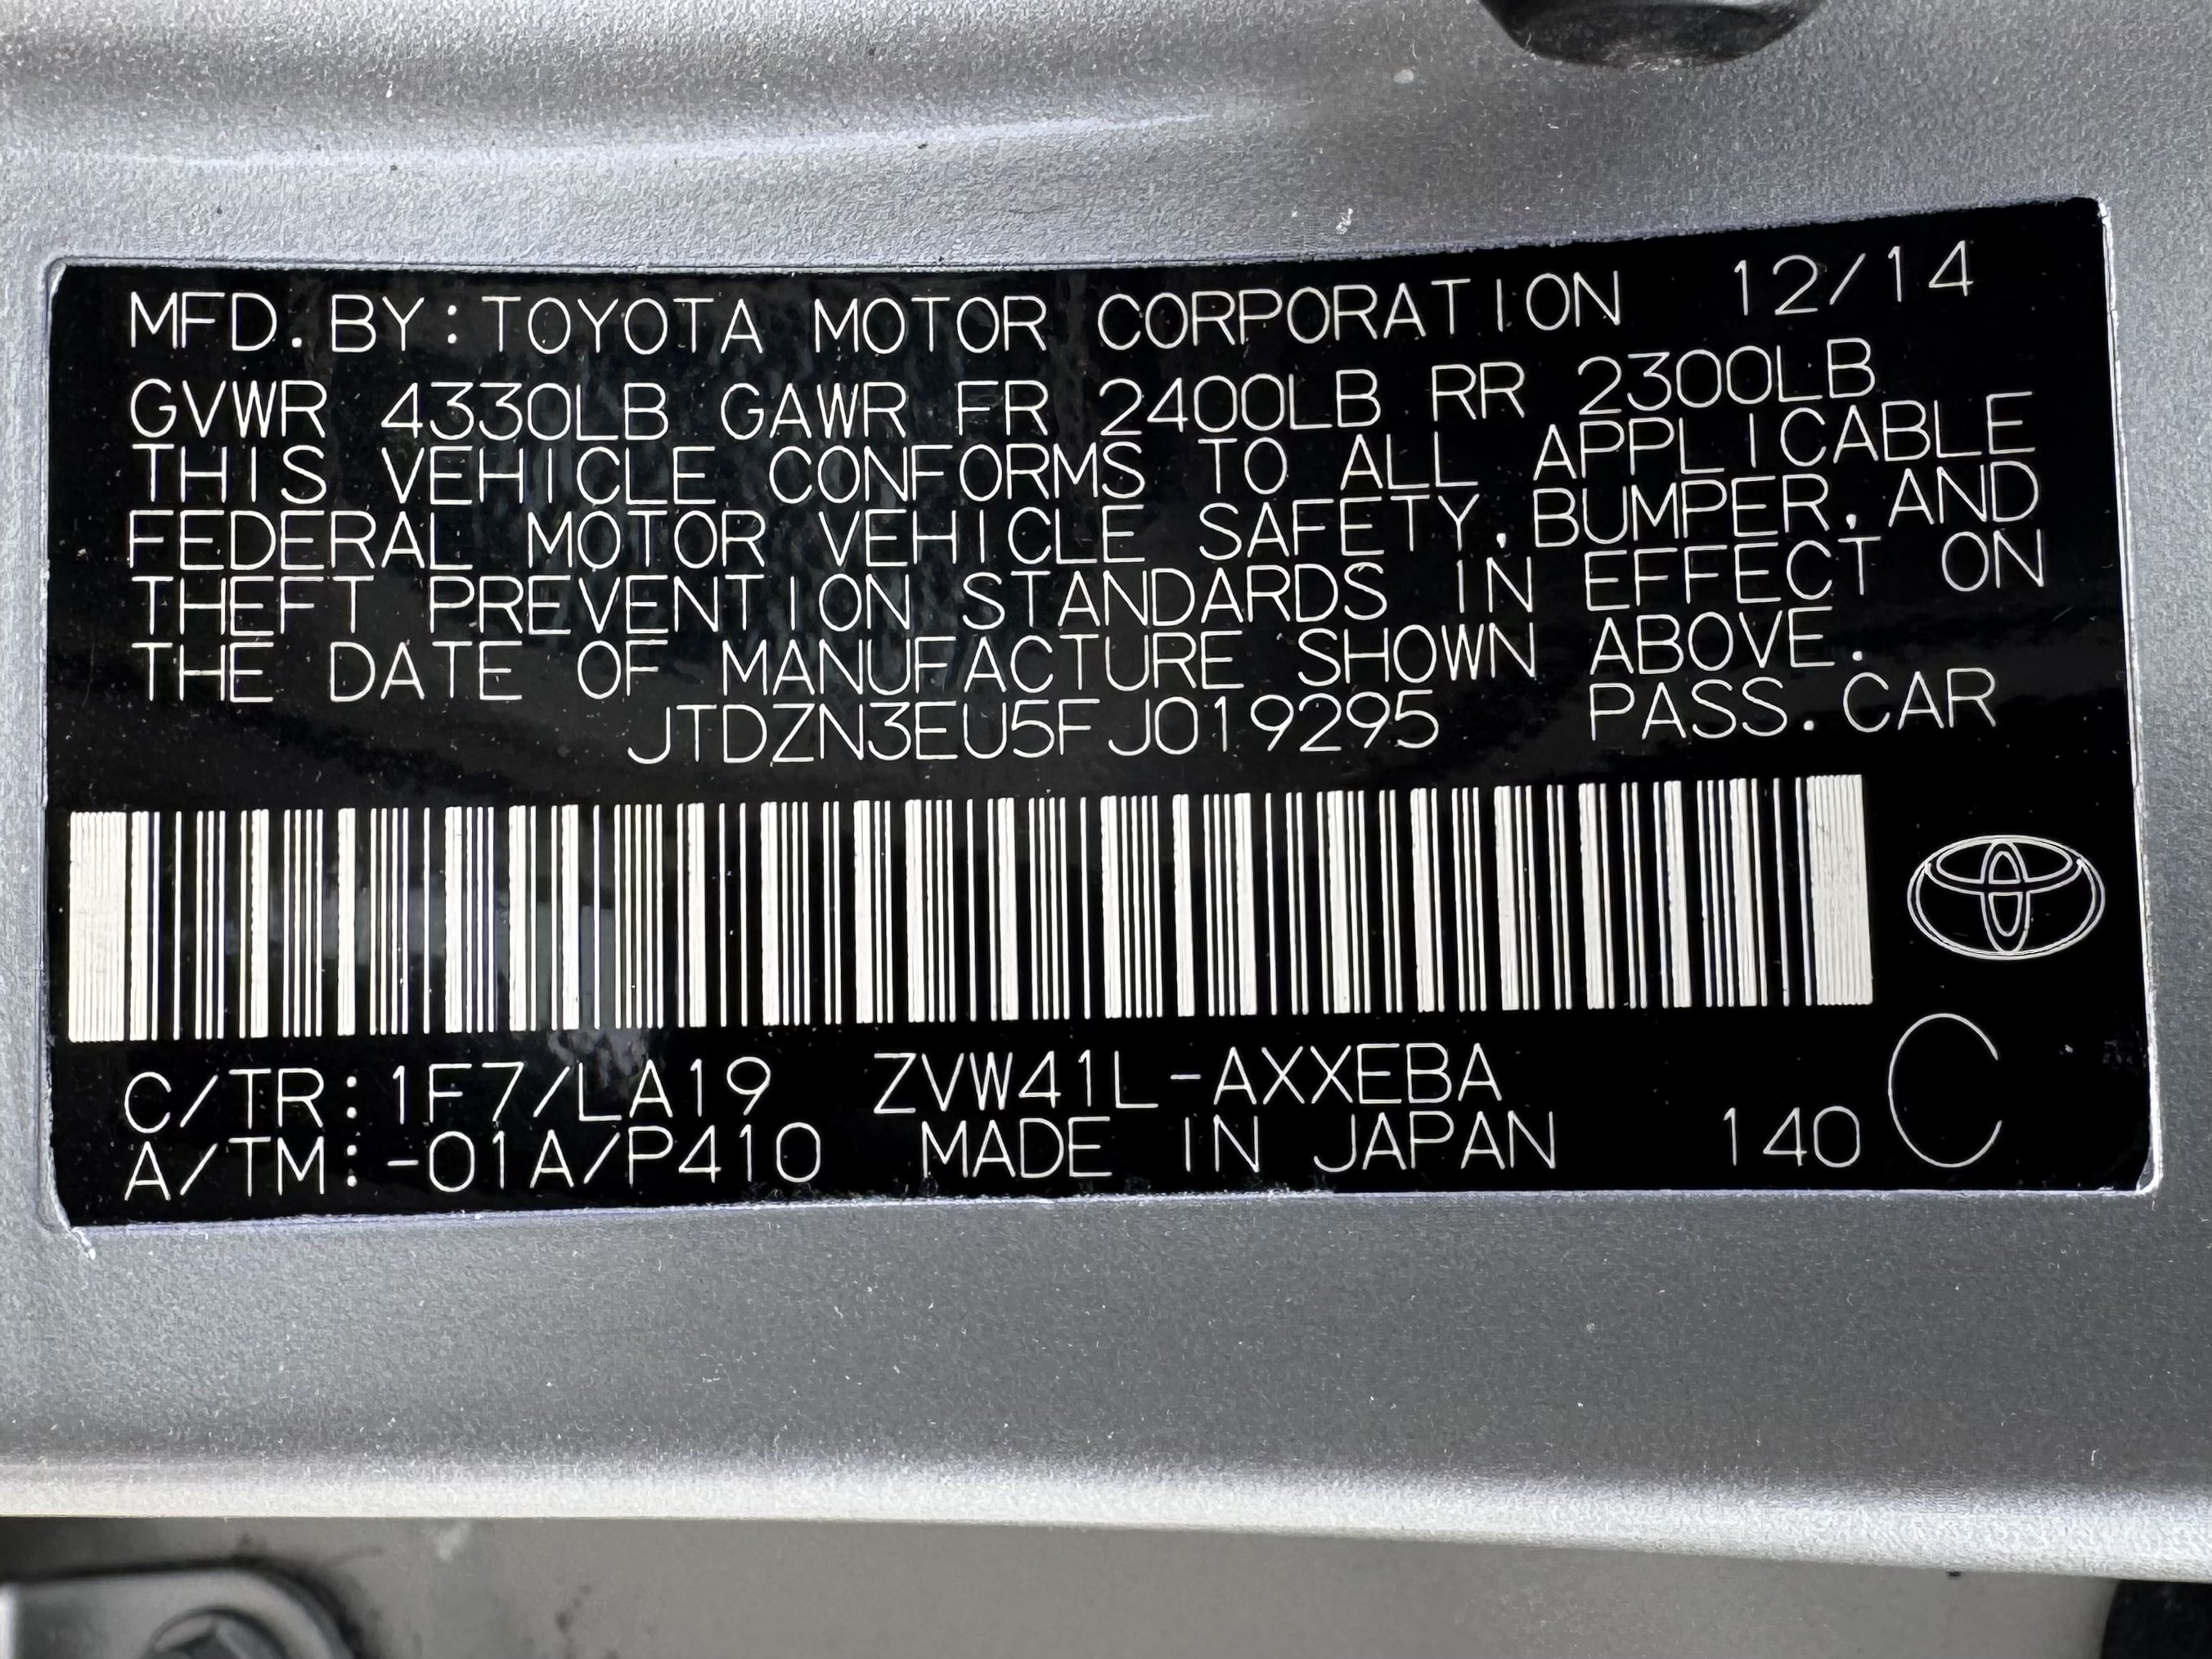 MFD.BY:TOYOTA MOTOR CORPORATION 12/14
GVWR 4330LB GAWR FR 2400LB RR 2300LB
THIS VEHICLE CONFORMS TO ALL APPLICABLE
FEDERAL MOTOR VEHICLE SAFETY,BUMPER,AND
THEFT PREVENTION STANDARDS IN EFFECT ON
THE DATE OF MANUFACTURE SHOWN ABOVE.
JTDZN3EU5FJ019295 PASS.CAR
C/TR:1F7/LA19 ZVW41L-AXXEBA
A/TM:-01A/P410 MADE IN JAPAN 140 C